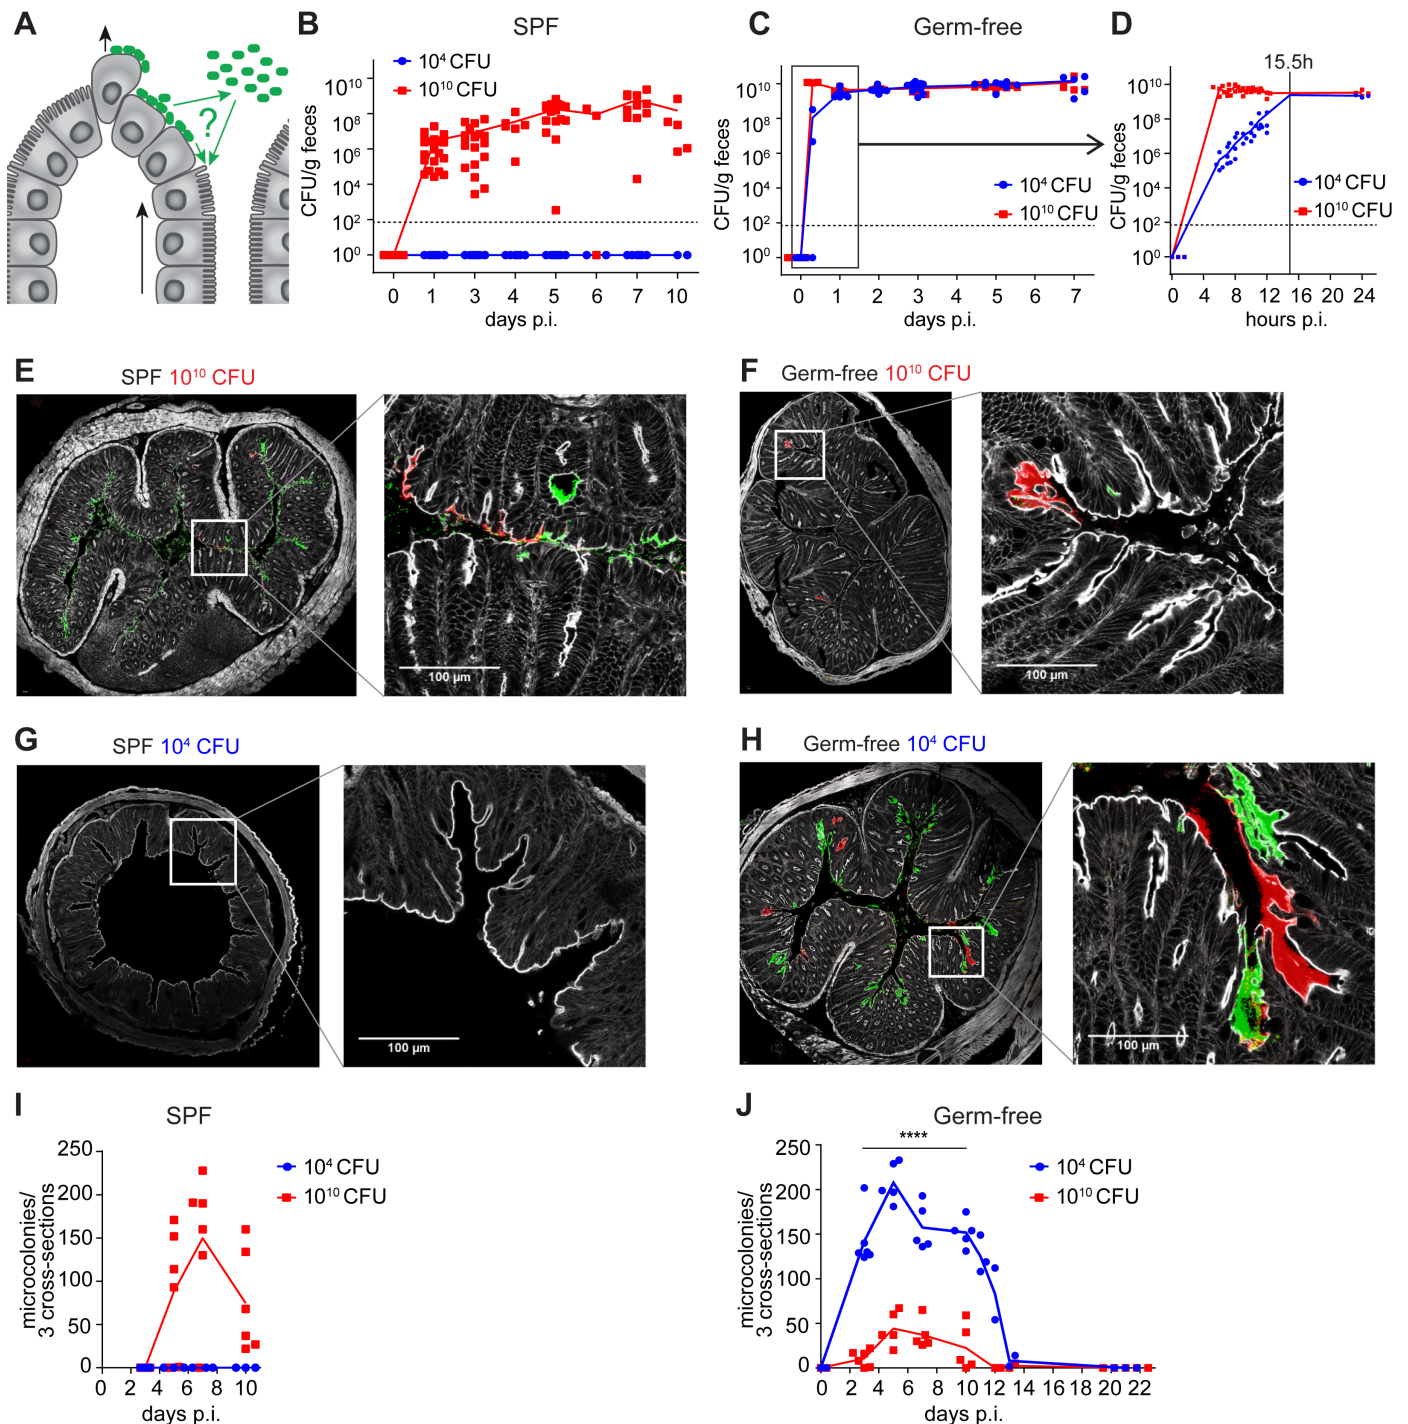 A
?
B
SPF
10⁴ CFU
10¹⁰ CFU
CFU/g feces
10¹⁰
10⁸
10⁶
10⁴
10²
10⁰
0 1 2 3 4 5 6 7 10
days p.i.
C
Germ-free
CFU/g feces
10¹⁰
10⁸
10⁶
10⁴
10²
10⁰
10⁴ CFU
10¹⁰ CFU
0 1 2 3 4 5 6 7
days p.i.
D
15.5h
CFU/g feces
10¹⁰
10⁸
10⁶
10⁴
10²
10⁰
10⁴ CFU
10¹⁰ CFU
0 4 8 12 16 20 24
hours p.i.
E
SPF 10¹⁰ CFU
100 µm
F
Germ-free 10¹⁰ CFU
100 µm
G
SPF 10⁴ CFU
100 µm
H
Germ-free 10⁴ CFU
100 µm
I
SPF
microcolonies/
3 cross-sections
250
200
150
100
50
0
10⁴ CFU
10¹⁰ CFU
0 2 4 6 8 10
days p.i.
J
Germ-free
****
microcolonies/
3 cross-sections
250
200
150
100
50
0
10⁴ CFU
10¹⁰ CFU
0 2 4 6 8 10 12 14 16 18 20 22
days p.i.